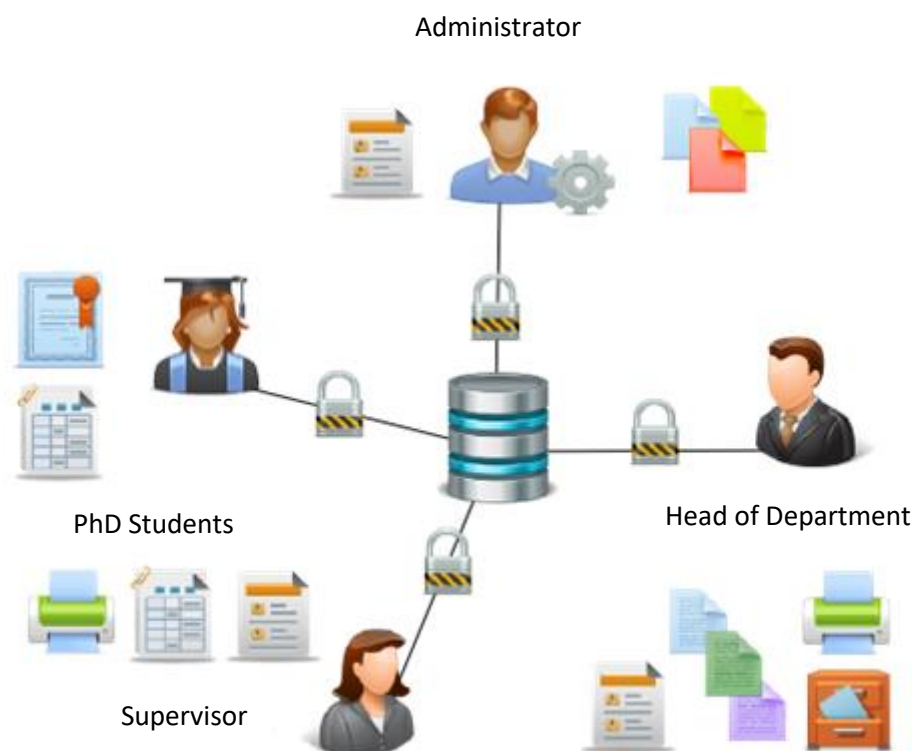 Administrator
PhD Students
Head of Department
Supervisor